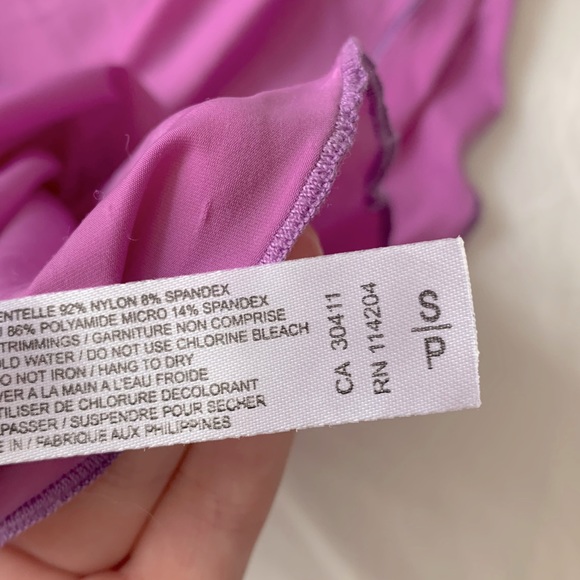 ENTELLE 92% NYLON 8% SPANDEX
86% POLYAMIDE MICRO 14% SPANDEX
TRIMMINGS / GARNITURE NON COMPRISE
OLD WATER / DO NOT USE CHLORINE BLEACH
O NOT IRON / HANG TO DRY
VER A LA MAIN A L'EAU FROIDE
TILISER DE CHLORURE DECOLORANT
EPASSER / SUSPENDRE POUR SECHER
E IN / FABRIQUE AUX PHILIPPINES
CA 30411
RN 114204
S
P